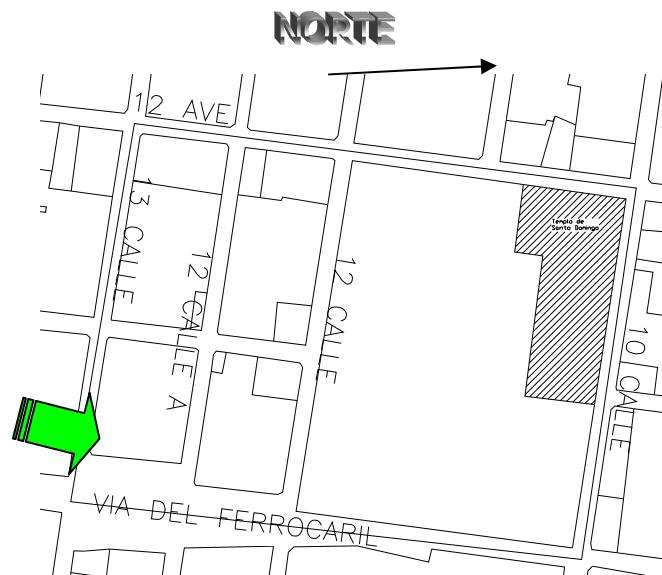 NORTE
12 AVE
13 CALLE
12 CALLE A
12 CALLE
Templo de
Santo Domingo
10 CALLE
VIA DEL FERROCARIL